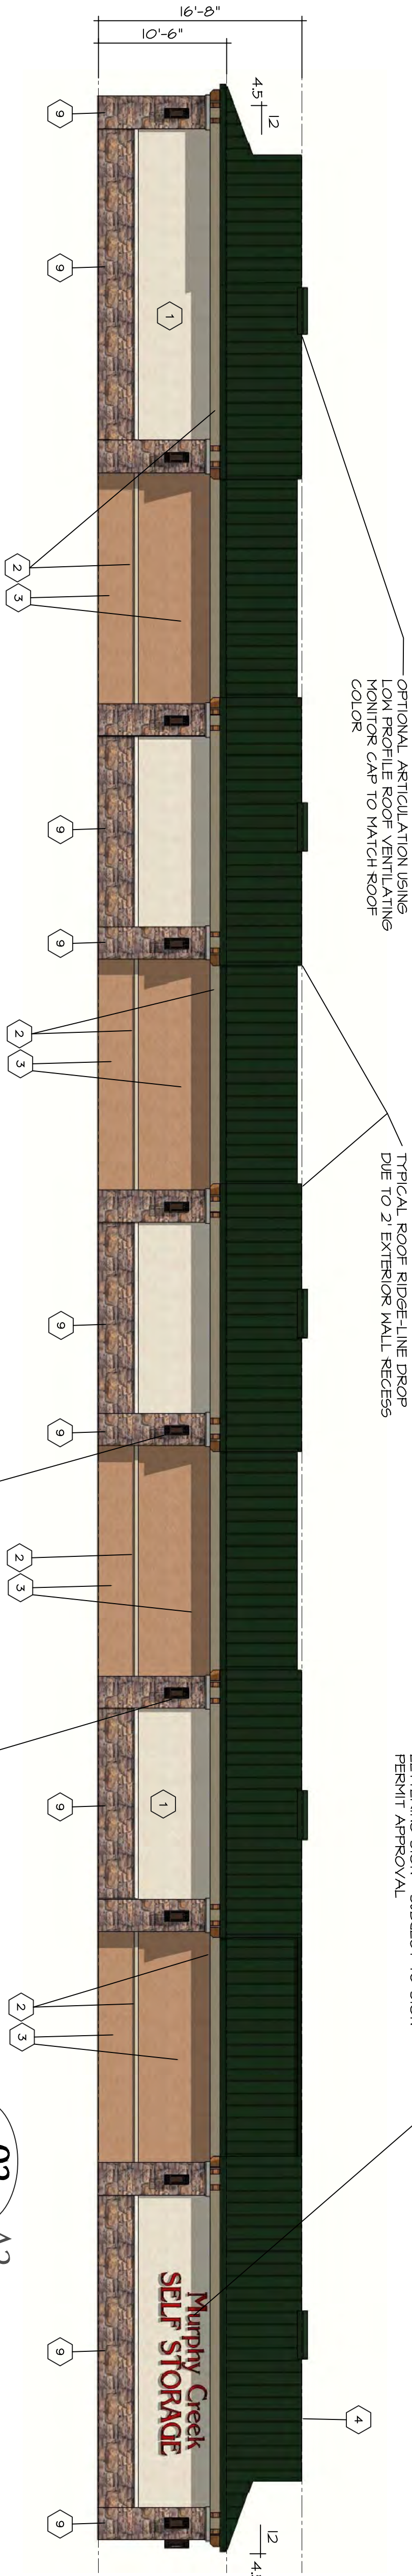 OPTIONAL ARTICULATION USING
LOW PROFILE ROOF VENTILATING
MONITOR CAP TO MATCH ROOF
COLOR
TYPICAL ROOF RIDGE-LINE DROP
DUE TO 2' EXTERIOR WALL RECESS
PERMIT APPROVAL
4
16'-8"
10'-6"
12
4.5
12
1
1
Murphy Creek
SELF STORAGE
9
9
9
9
9
9
9
9
9
2
3
2
3
2
3
2
3